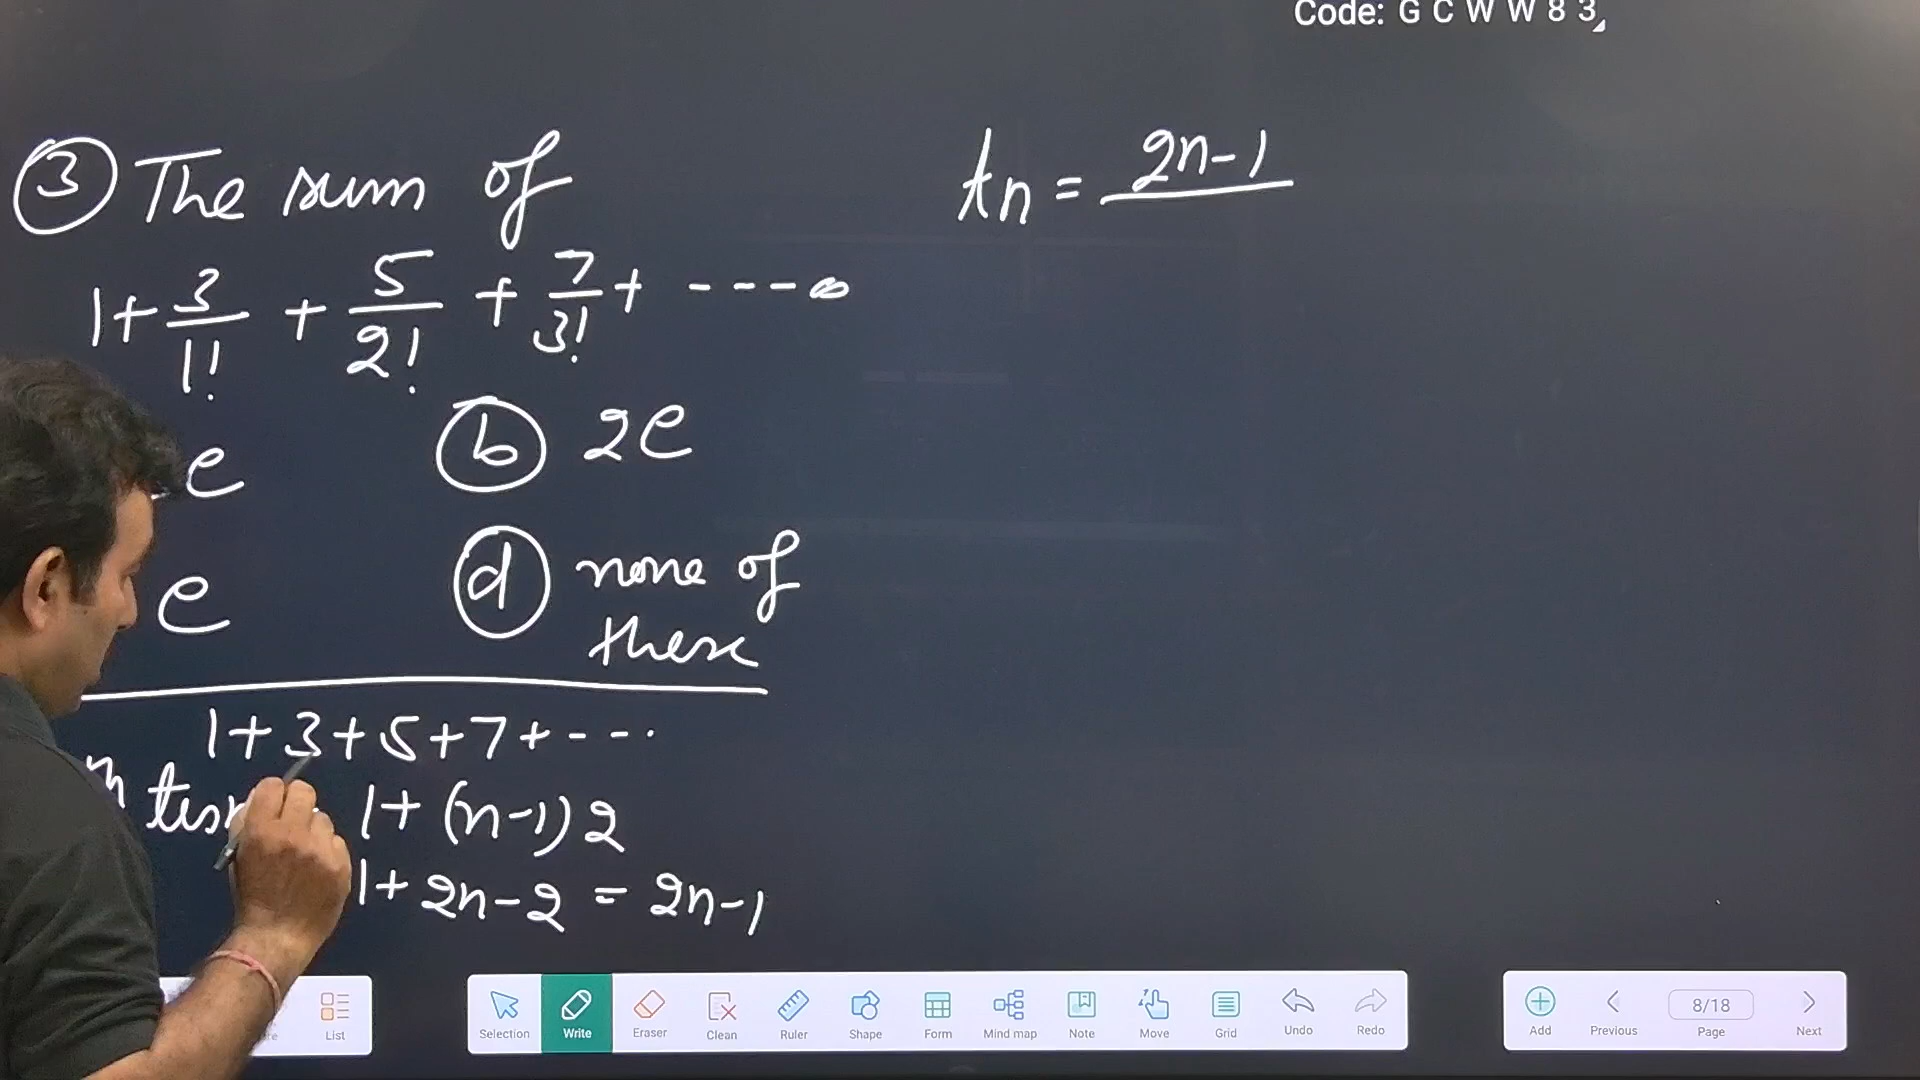 Code: G C W W 8 3
③ The sum of
1 + 3/1! + 5/2! + 7/3! + ----∞
e ⓑ 2e
e ⓓ none of
these
1+3+5+7+---.
1+(n-1)2
1+2n-2 = 2n-1
tn = 2n-1
List
Selection Write Eraser Clean Ruler Shape Form Mind map Note Move Grid Undo Redo
Add Previous 8/18 Page Next